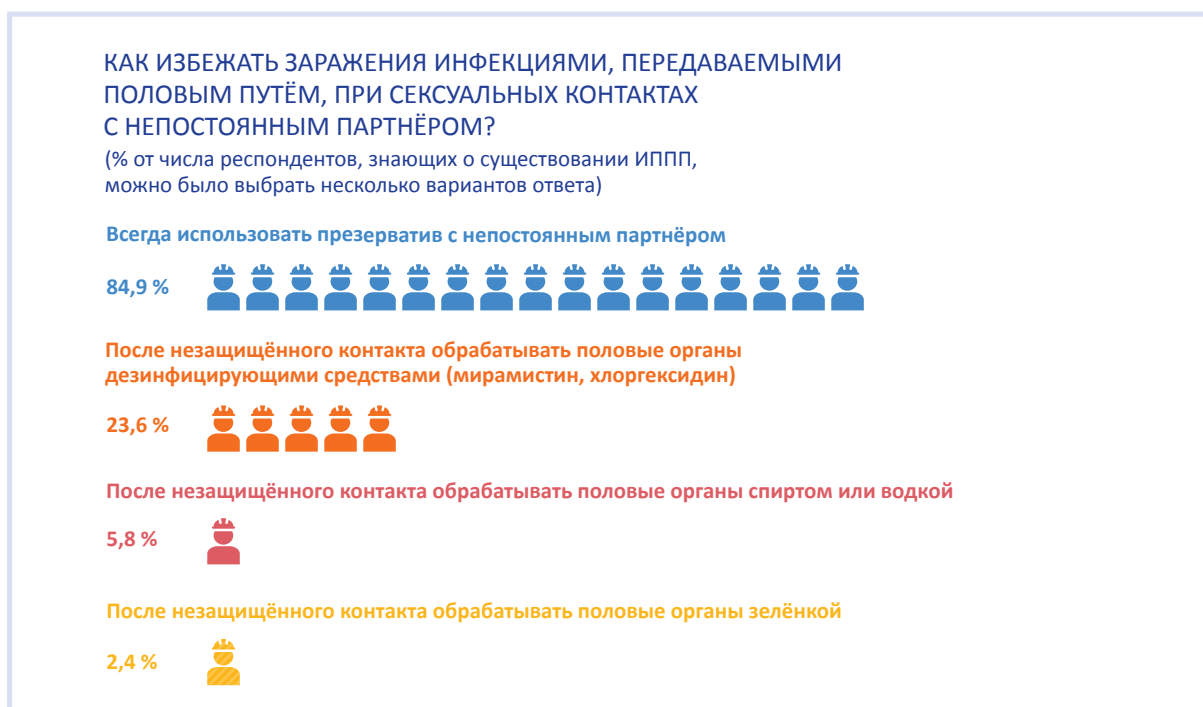 КАК ИЗБЕЖАТЬ ЗАРАЖЕНИЯ ИНФЕКЦИЯМИ, ПЕРЕДАВАЕМЫМИ
ПОЛОВЫМ ПУТЁМ, ПРИ СЕКСУАЛЬНЫХ КОНТАКТАХ
С НЕПОСТОЯННЫМ ПАРТНЁРОМ?
(% от числа респондентов, знающих о существовании ИППП,
можно было выбрать несколько вариантов ответа)
Всегда использовать презерватив с непостоянным партнёром
84,9 %
После незащищённого контакта обрабатывать половые органы
дезинфицирующими средствами (мирамистин, хлоргексидин)
23,6 %
После незащищённого контакта обрабатывать половые органы спиртом или водкой
5,8 %
После незащищённого контакта обрабатывать половые органы зелёнкой
2,4 %